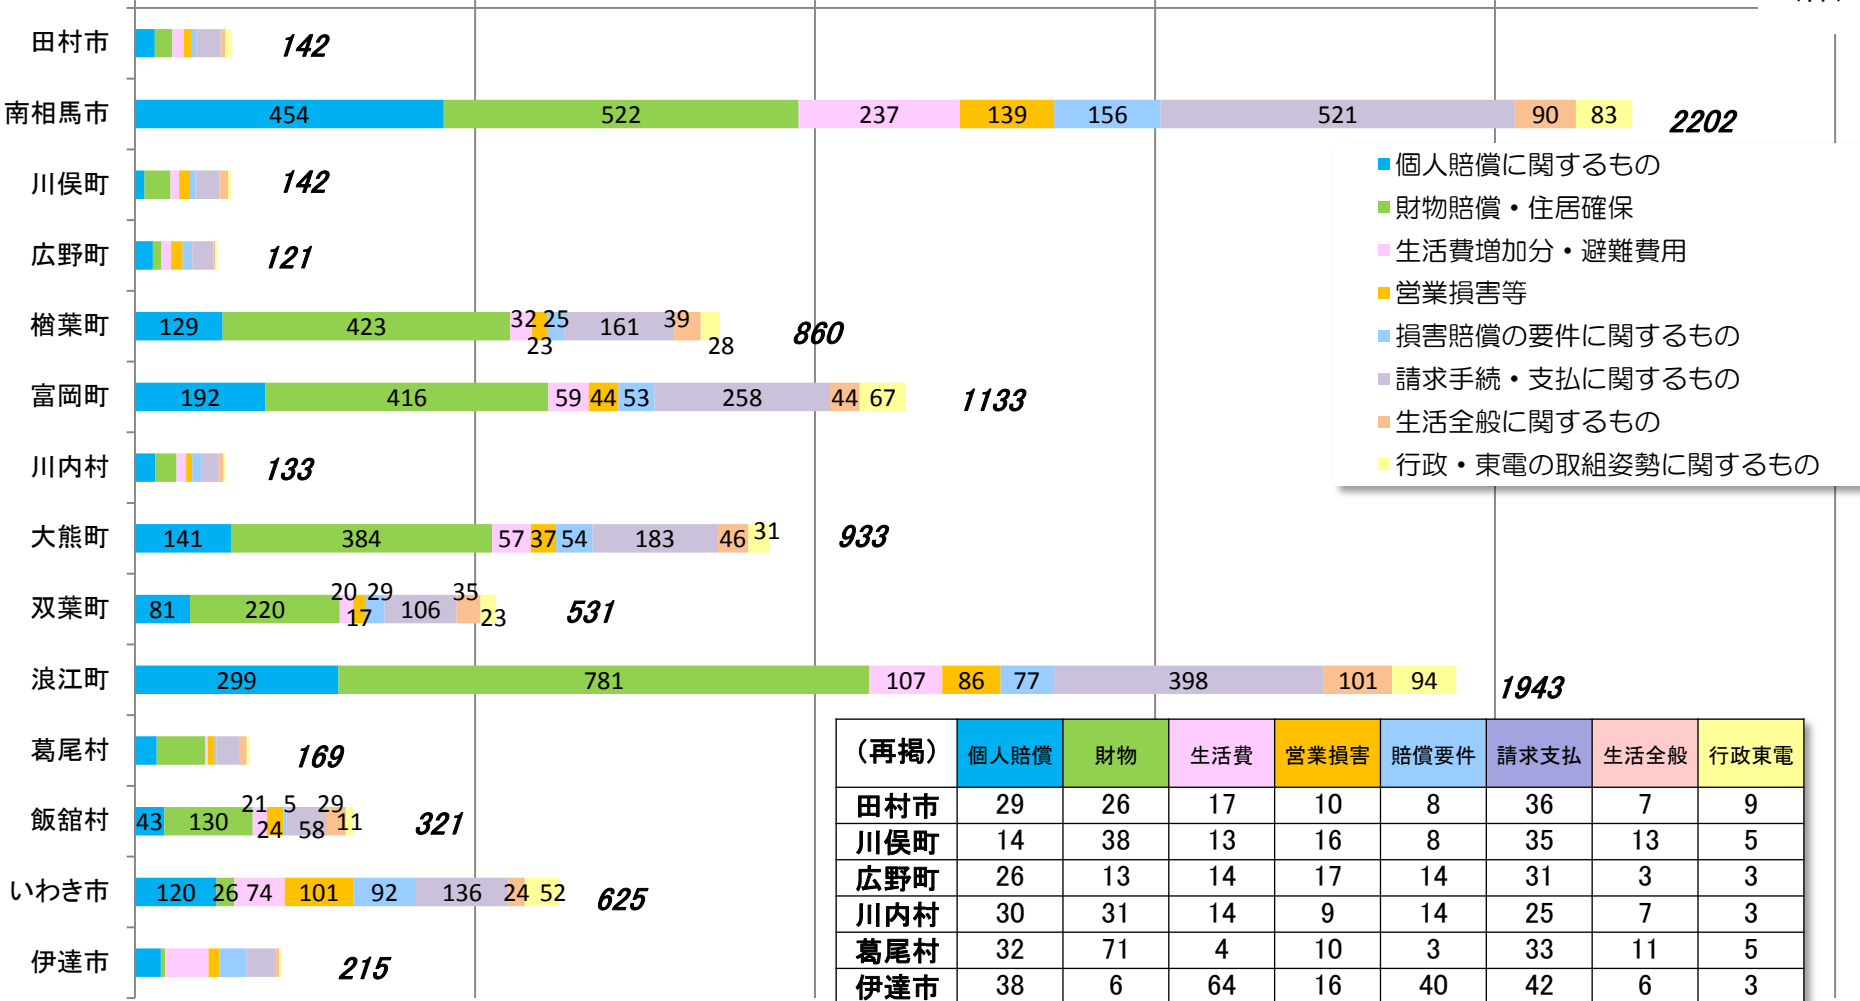 田村市 142
南相馬市 454 522 237 139 156 521 90 83 2202
川俣町 142
広野町 121
楢葉町 129 423 32 23 25 161 39 28 860
富岡町 192 416 59 44 53 258 44 67 1133
川内村 133
大熊町 141 384 57 37 54 183 46 31 933
双葉町 81 220 20 17 29 106 35 23 531
浪江町 299 781 107 86 77 398 101 94 1943
葛尾村 169
飯舘村 43 130 21 24 5 58 29 11 321
いわき市 120 26 74 101 92 136 24 52 625
伊達市 215
個人賠償に関するもの
財物賠償・住居確保
生活費増加分・避難費用
営業損害等
損害賠償の要件に関するもの
請求手続・支払に関するもの
生活全般に関するもの
行政・東電の取組姿勢に関するもの
（再掲） 個人賠償 財物 生活費 営業損害 賠償要件 請求支払 生活全般 行政東電
田村市 29 26 17 10 8 36 7 9
川俣町 14 38 13 16 8 35 13 5
広野町 26 13 14 17 14 31 3 3
川内村 30 31 14 9 14 25 7 3
葛尾村 32 71 4 10 3 33 11 5
伊達市 38 6 64 16 40 42 6 3